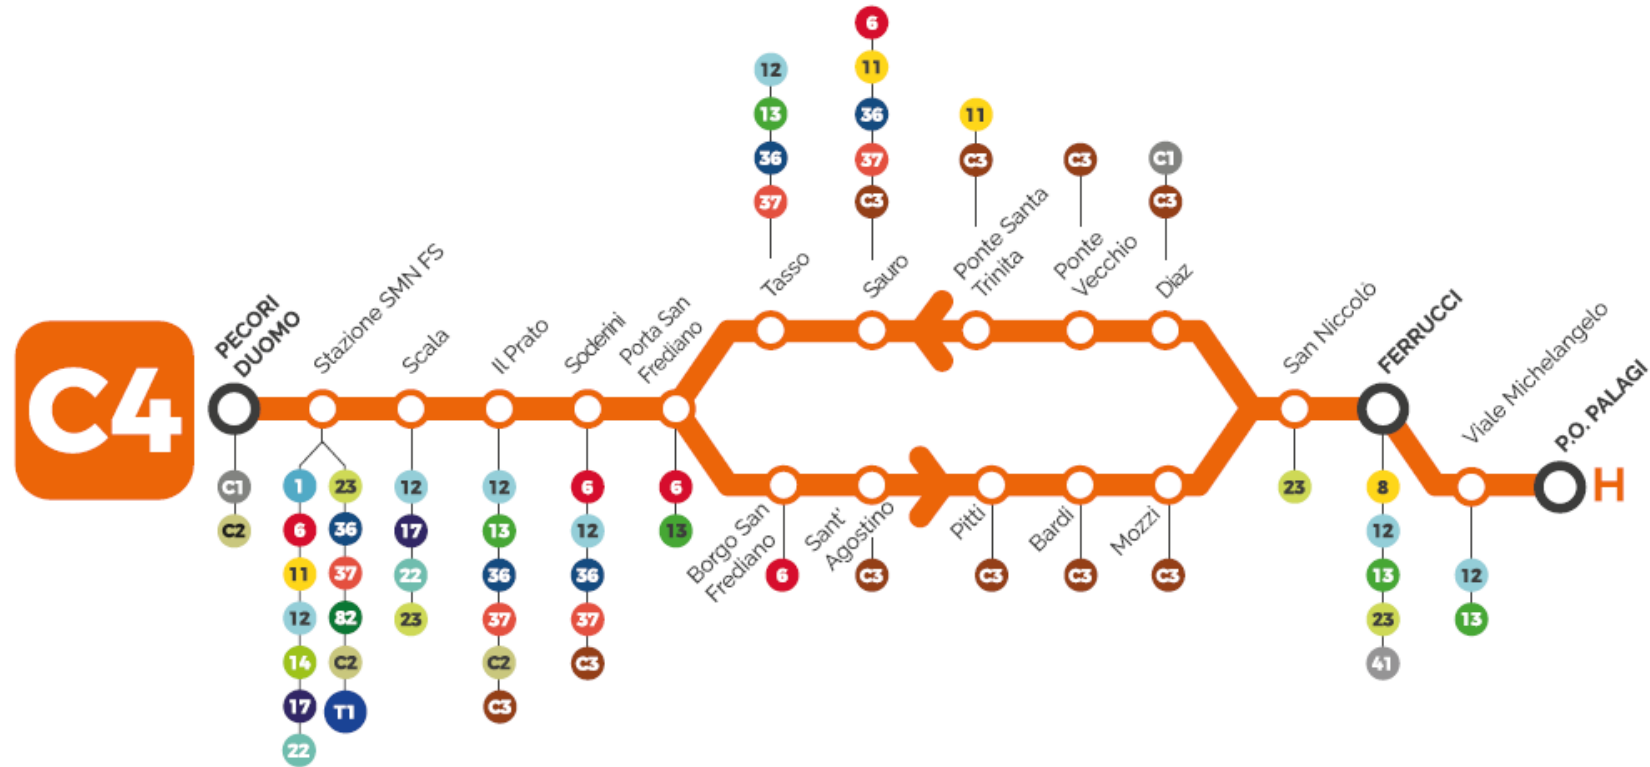 C4
PECORI
DUOMO
C1
C2
Stazione SMN FS
1
6
11
12
14
17
22
23
36
37
82
C2
T1
Scala
12
17
22
23
Il Prato
12
13
36
37
C2
C3
Soderini
6
12
36
37
C3
Porta San
Frediano
6
13
12
13
36
37
Tasso
6
11
36
37
C3
Sauro
11
C3
Ponte Santa
Trinita
C3
Ponte
Vecchio
C1
C3
Diaz
Borgo San
Frediano
6
Sant'
Agostino
C3
Pitti
C3
Bardi
C3
Mozzi
C3
San Niccolò
23
FERRUCCI
8
12
13
23
41
Viale Michelangelo
12
13
P.O. PALAGI
H